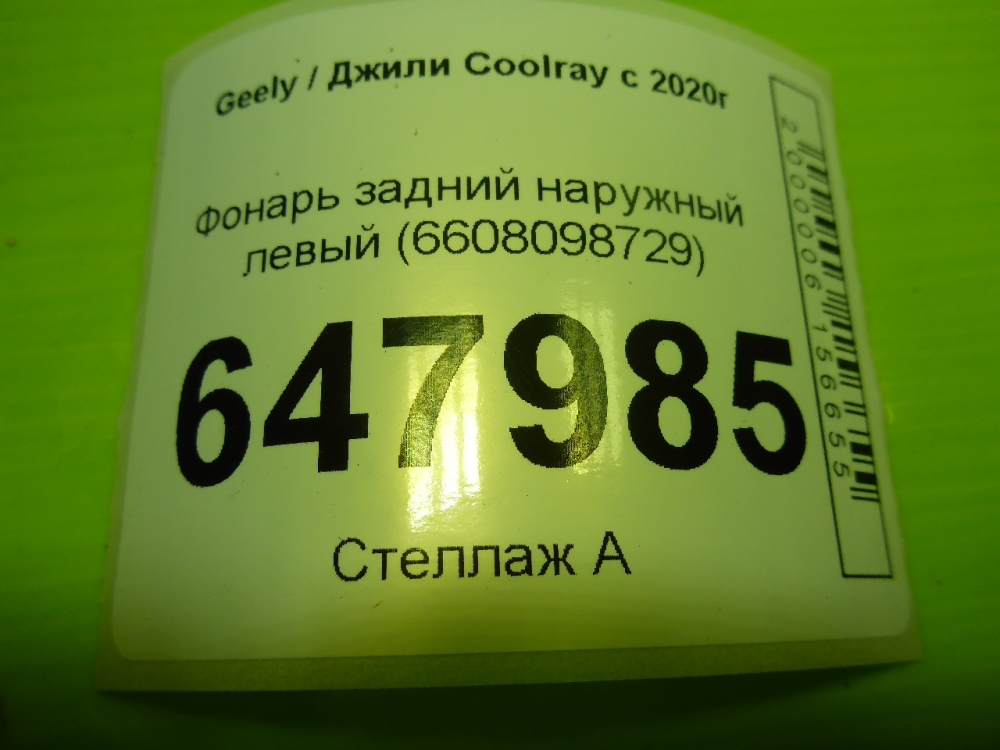 Geely / Джили Coolray с 2020г
Фонарь задний наружный
левый (6608098729)
647985
Стеллаж А
2000006156655